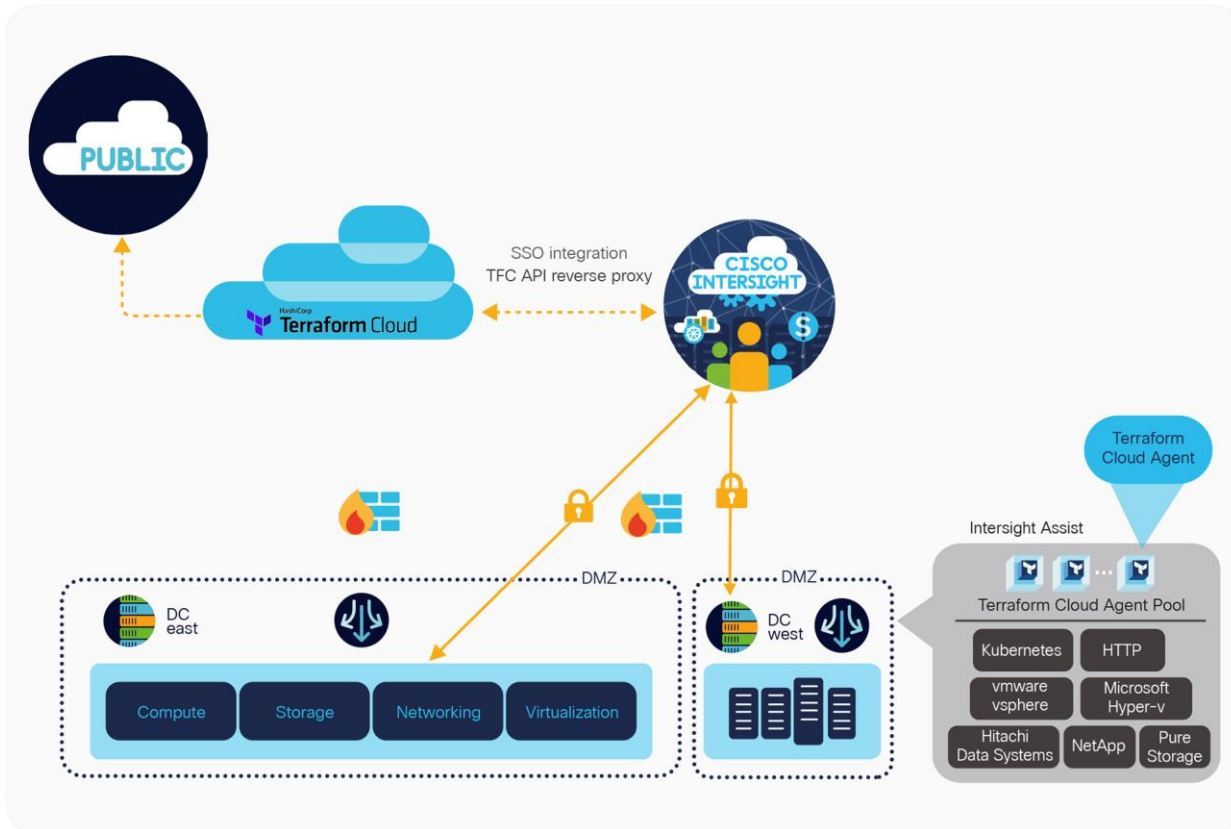 PUBLIC
HashiCorp
Terraform Cloud
SSO integration
TFC API reverse proxy
CISCO
INTERSIGHT
S
Terraform
Cloud Agent
Intersight Assist
Terraform Cloud Agent Pool
Kubernetes
HTTP
vmware
vsphere
Microsoft
Hyper-v
Hitachi
Data Systems
NetApp
Pure
Storage
DMZ
DC
east
Compute
Storage
Networking
Virtualization
DMZ
DC
west